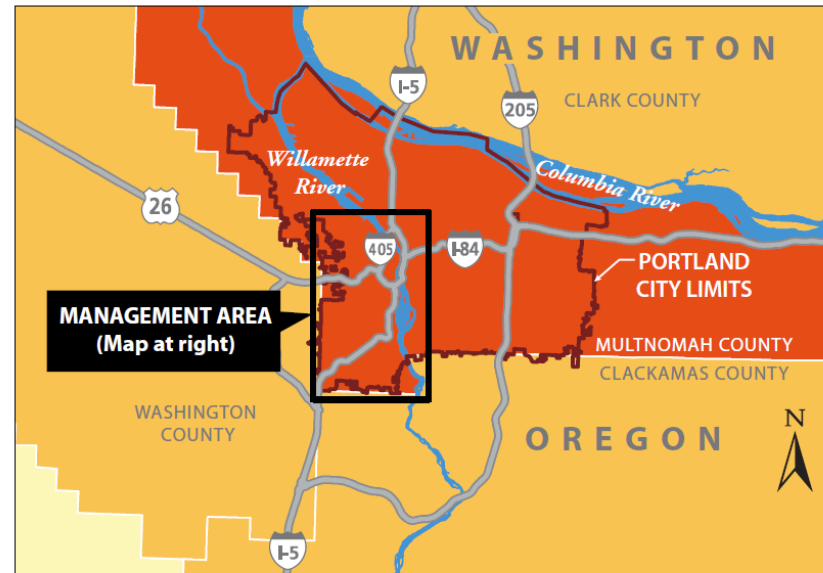 WASHINGTON
I-5
205
CLARK COUNTY
Willamette
River
Columbia River
26
405
I-84
PORTLAND
CITY LIMITS
MANAGEMENT AREA
(Map at right)
MULTNOMAH COUNTY
CLACKAMAS COUNTY
WASHINGTON
COUNTY
N
OREGON
I-5